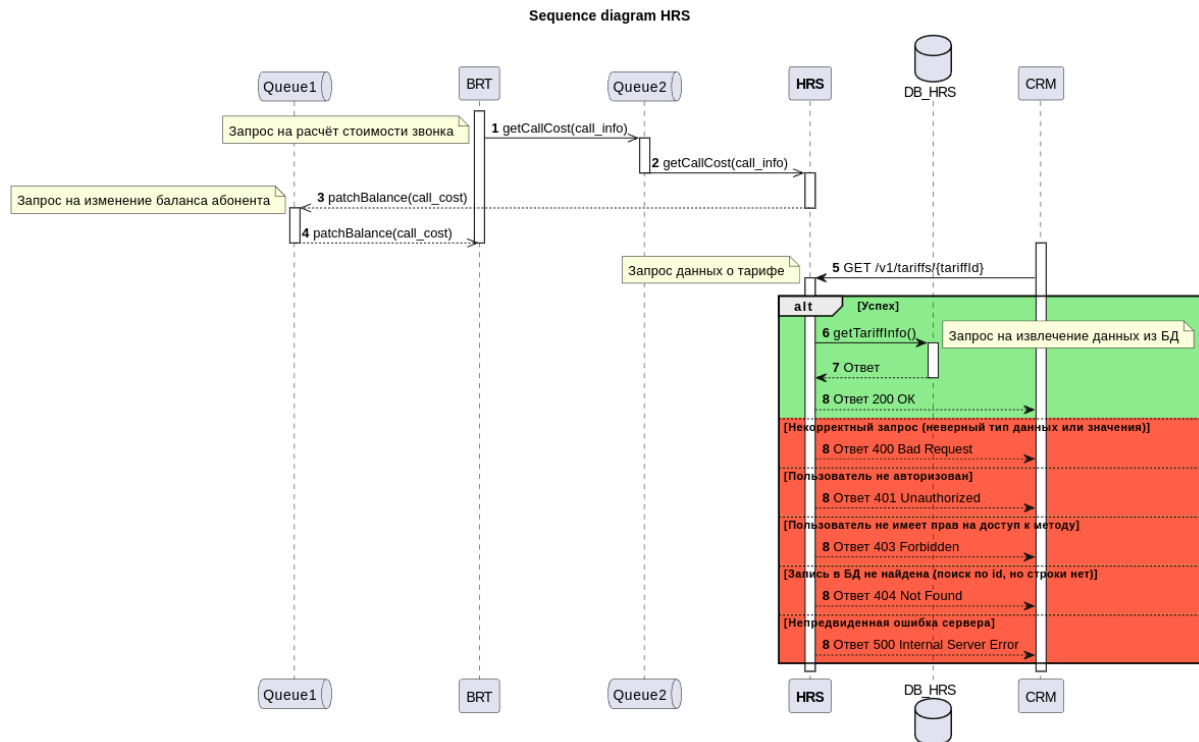 Sequence diagram HRS
Queue1
BRT
Queue2
HRS
DB_HRS
CRM
Запрос на расчёт стоимости звонка
1 getCallCost(call_info)
2 getCallCost(call_info)
Запрос на изменение баланса абонента
3 patchBalance(call_cost)
4 patchBalance(call_cost)
Запрос данных о тарифе
5 GET /v1/tariffs/{tariffId}
alt
[Успех]
6 getTariffInfo()
Запрос на извлечение данных из БД
7 Ответ
8 Ответ 200 ОК
[Некорректный запрос (неверный тип данных или значения)]
8 Ответ 400 Bad Request
[Пользователь не авторизован]
8 Ответ 401 Unauthorized
[Пользователь не имеет прав на доступ к методу]
8 Ответ 403 Forbidden
[Запись в БД не найдена (поиск по id, но строки нет)]
8 Ответ 404 Not Found
[Непредвиденная ошибка сервера]
8 Ответ 500 Internal Server Error
Queue1
BRT
Queue2
HRS
DB_HRS
CRM